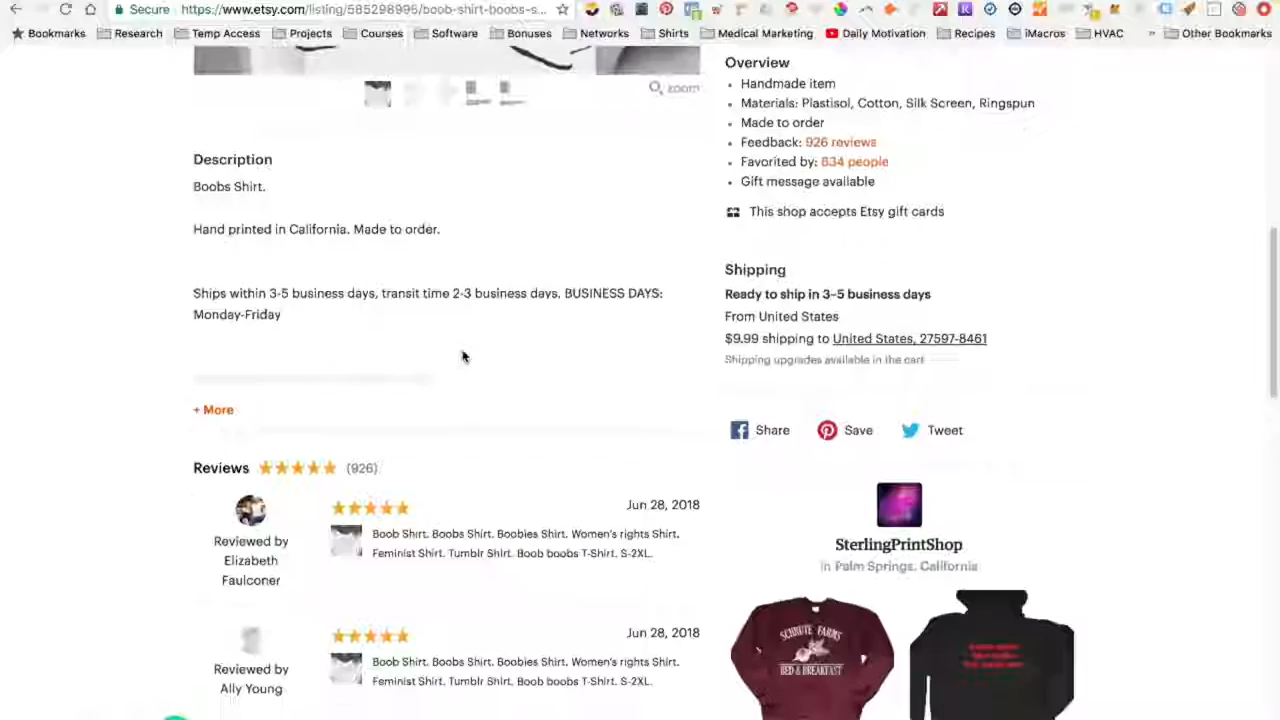 Secure https://www.etsy.com/listing/585298996/boob-shirt-boobs-s...
Bookmarks Research Temp Access Projects Courses Software Bonuses Networks Shirts Medical Marketing Daily Motivation Recipes iMacros HVAC » Other Bookmarks
zoom
Overview
Handmade item
Materials: Plastisol, Cotton, Silk Screen, Ringspun
Made to order
Feedback: 926 reviews
Favorited by: 834 people
Gift message available
This shop accepts Etsy gift cards
Description
Boobs Shirt.
Hand printed in California. Made to order.
Ships within 3-5 business days, transit time 2-3 business days. BUSINESS DAYS:
Monday-Friday
+ More
Shipping
Ready to ship in 3–5 business days
From United States
$9.99 shipping to United States, 27597-8461
Shipping upgrades available in the cart
Share Save Tweet
Reviews (926)
Reviewed by
Elizabeth
Faulconer
Jun 28, 2018
Boob Shirt. Boobs Shirt. Boobies Shirt. Women's rights Shirt.
Feminist Shirt. Tumblr Shirt. Boob boobs T-Shirt. S-2XL.
Reviewed by
Ally Young
Jun 28, 2018
Boob Shirt. Boobs Shirt. Boobies Shirt. Women's rights Shirt.
Feminist Shirt. Tumblr Shirt. Boob boobs T-Shirt. S-2XL.
SterlingPrintShop
in Palm Springs, California
SCHRUTE FARMS
BED & BREAKFAST